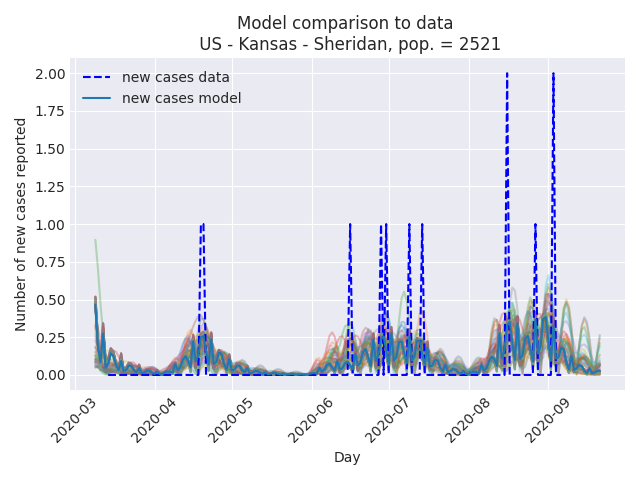 Model comparison to data
US - Kansas - Sheridan, pop. = 2521
new cases data
new cases model
Number of new cases reported
2.00
1.75
1.50
1.25
1.00
0.75
0.50
0.25
0.00
2020-03
2020-04
2020-05
2020-06
2020-07
2020-08
2020-09
Day